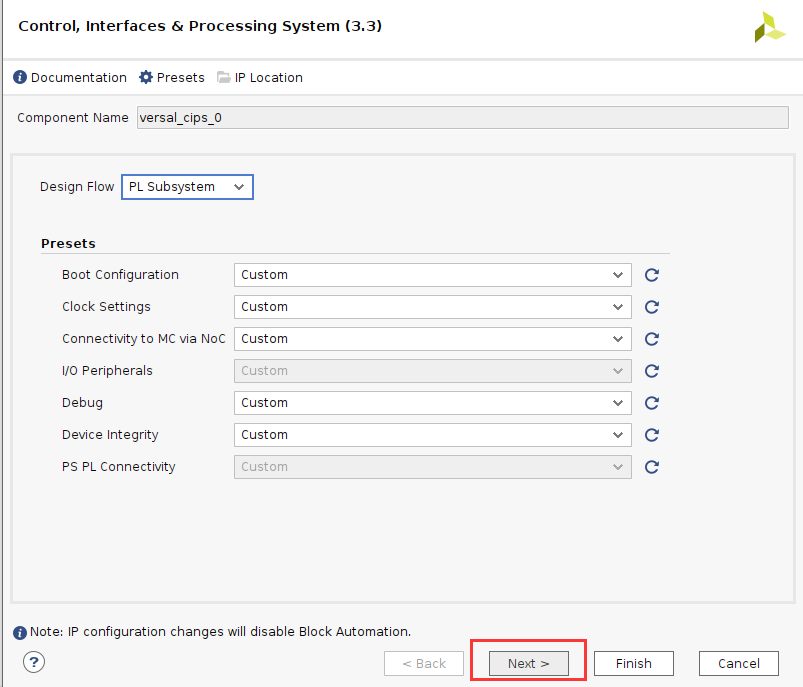 Control, Interfaces & Processing System (3.3)
Documentation Presets IP Location
Component Name versal_cips_0
Design Flow PL Subsystem
Presets
Boot Configuration Custom
Clock Settings Custom
Connectivity to MC via NoC Custom
I/O Peripherals Custom
Debug Custom
Device Integrity Custom
PS PL Connectivity Custom
Note: IP configuration changes will disable Block Automation.
? < Back Next > Finish Cancel